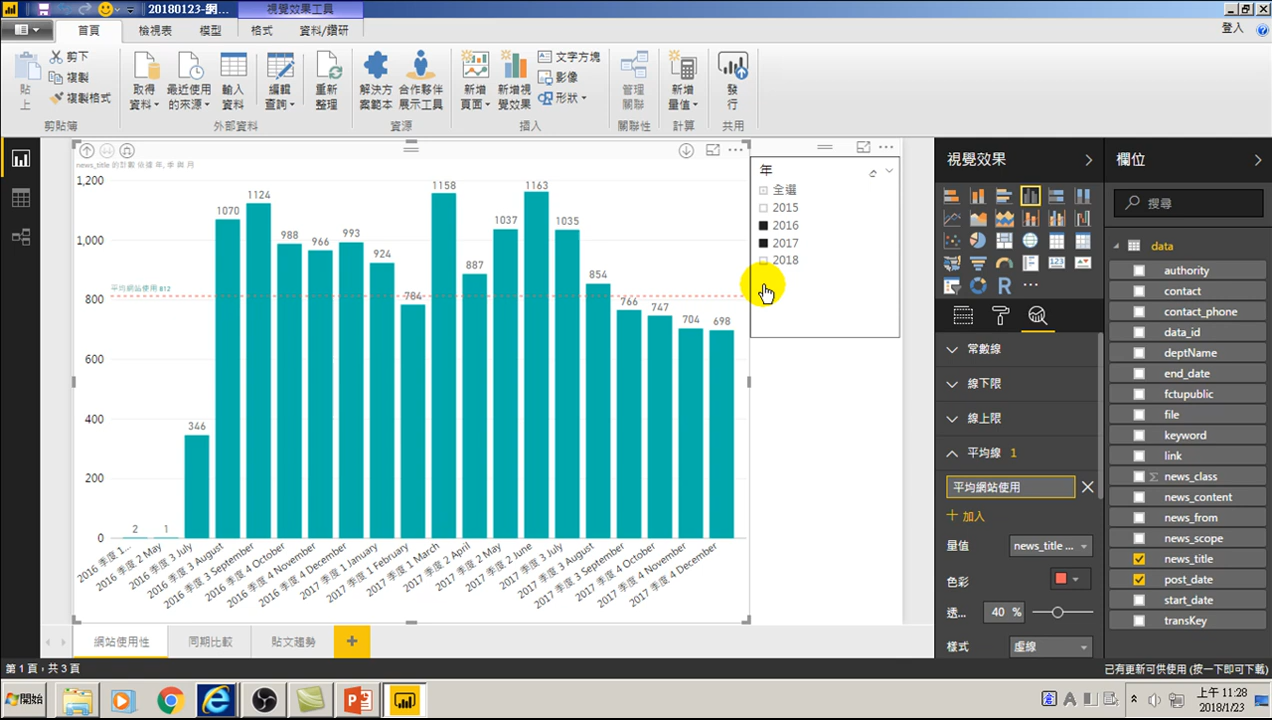 20180123-網...
視覺效果工具
首頁
檢視表
模型
格式
資料/鑽研
登入
貼上
剪下
複製
複製格式
取得資料
最近使用的來源
輸入資料
編輯查詢
重新整理
解決方案範本
合作夥伴展示工具
新增頁面
新增視覺效果
文字方塊
影像
形狀
管理關聯
新增量值
發行
剪貼簿
外部資料
資源
插入
關聯性
計算
共用
news_title 的計數 依據 年, 季 與 月
1,200
1,000
800
600
400
200
0
平均網站使用 812
2
1
346
1070
1124
988
966
993
924
784
1158
887
1037
1163
1035
854
766
747
704
698
2016 季度 1...
2016 季度 2 May
2016 季度 3 July
2016 季度 3 August
2016 季度 3 September
2016 季度 4 October
2016 季度 4 November
2016 季度 4 December
2017 季度 1 January
2017 季度 1 February
2017 季度 1 March
2017 季度 2 April
2017 季度 2 May
2017 季度 2 June
2017 季度 3 July
2017 季度 3 August
2017 季度 3 September
2017 季度 4 October
2017 季度 4 November
2017 季度 4 December
年
全選
2015
2016
2017
2018
視覺效果
R
123
常數線
線下限
線上限
平均線 1
平均網站使用
加入
量值
news_title ...
色彩
透...
40 %
樣式
虛線
欄位
搜尋
data
authority
contact
contact_phone
data_id
deptName
end_date
fctupublic
file
keyword
link
Σ news_class
news_content
news_from
news_scope
news_title
post_date
start_date
transKey
網站使用性
同期比較
貼文趨勢
第 1 頁，共 3 頁
已有更新可供使用 (按一下即可下載)
開始
上午 11:28
2018/1/23